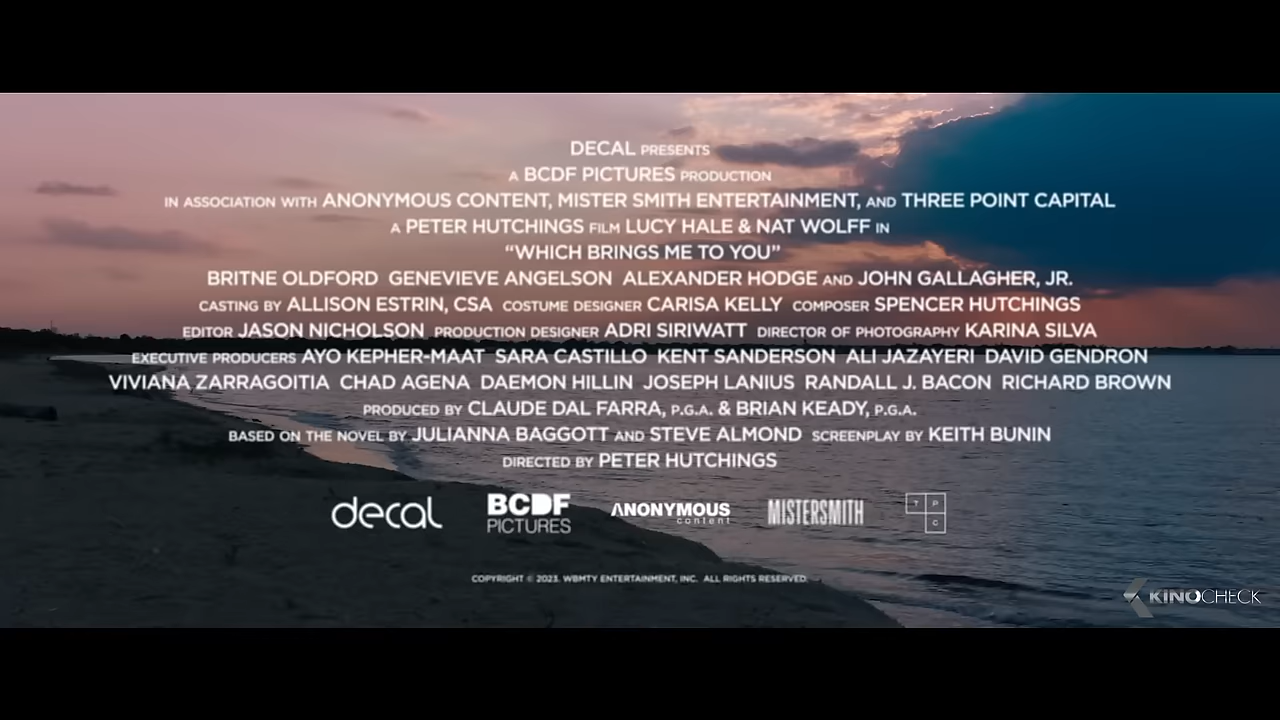 DECAL PRESENTS
A BCDF PICTURES PRODUCTION
IN ASSOCIATION WITH ANONYMOUS CONTENT, MISTER SMITH ENTERTAINMENT, AND THREE POINT CAPITAL
A PETER HUTCHINGS FILM LUCY HALE & NAT WOLFF IN
“WHICH BRINGS ME TO YOU”
BRITNE OLDFORD GENEVIEVE ANGELSON ALEXANDER HODGE AND JOHN GALLAGHER, JR.
CASTING BY ALLISON ESTRIN, CSA COSTUME DESIGNER CARISA KELLY COMPOSER SPENCER HUTCHINGS
EDITOR JASON NICHOLSON PRODUCTION DESIGNER ADRI SIRIWATT DIRECTOR OF PHOTOGRAPHY KARINA SILVA
EXECUTIVE PRODUCERS AYO KEPHER-MAAT SARA CASTILLO KENT SANDERSON ALI JAZAYERI DAVID GENDRON
VIVIANA ZARRAGOITIA CHAD AGENA DAEMON HILLIN JOSEPH LANIUS RANDALL J. BACON RICHARD BROWN
PRODUCED BY CLAUDE DAL FARRA, P.G.A. & BRIAN KEADY, P.G.A.
BASED ON THE NOVEL BY JULIANNA BAGGOTT AND STEVE ALMOND SCREENPLAY BY KEITH BUNIN
DIRECTED BY PETER HUTCHINGS
decal BCDF PICTURES ANONYMOUS content MISTERSMITH T P C
COPYRIGHT © 2023. WBMTY ENTERTAINMENT, INC. ALL RIGHTS RESERVED.
KINOCHECK